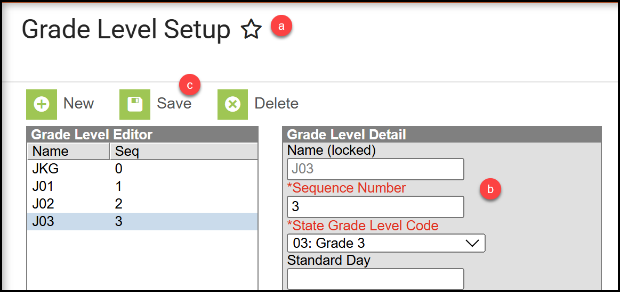 Grade Level Setup ☆ a
c
New Save Delete
Grade Level Editor
Name Seq
JKG 0
J01 1
J02 2
J03 3
Grade Level Detail
Name (locked)
J03
*Sequence Number
b
3
*State Grade Level Code
03: Grade 3
Standard Day